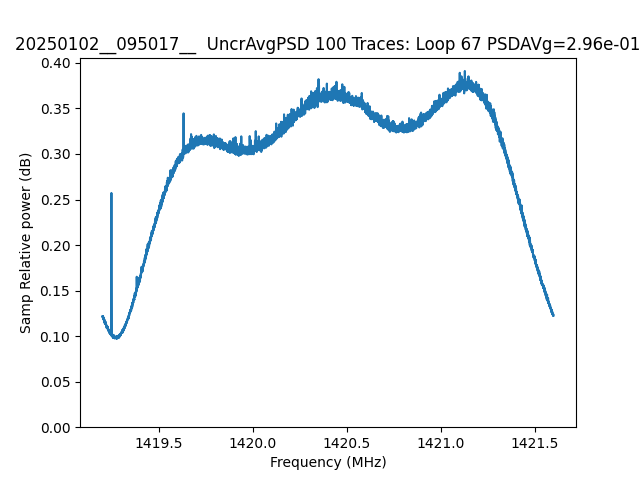 20250102__095017__  UncrAvgPSD 100 Traces: Loop 67 PSDAVg=2.96e-01
0.40
0.35
0.30
0.25
0.20
0.15
0.10
0.05
0.00
Samp Relative power (dB)
1419.5 1420.0 1420.5 1421.0 1421.5
Frequency (MHz)